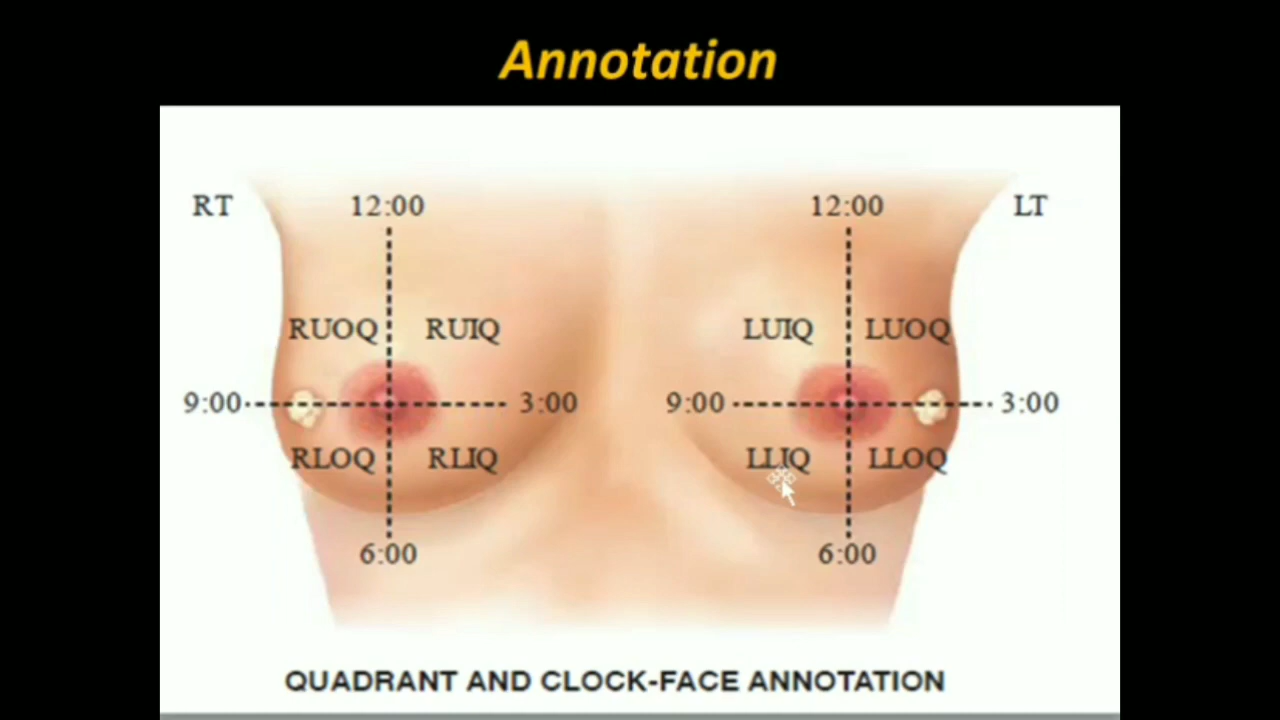 Annotation
RT 12:00 12:00 LT
RUOQ RUIQ LUIQ LUOQ
9:00 3:00 9:00 3:00
RLOQ RLIQ LLIQ LLOQ
6:00 6:00
QUADRANT AND CLOCK-FACE ANNOTATION